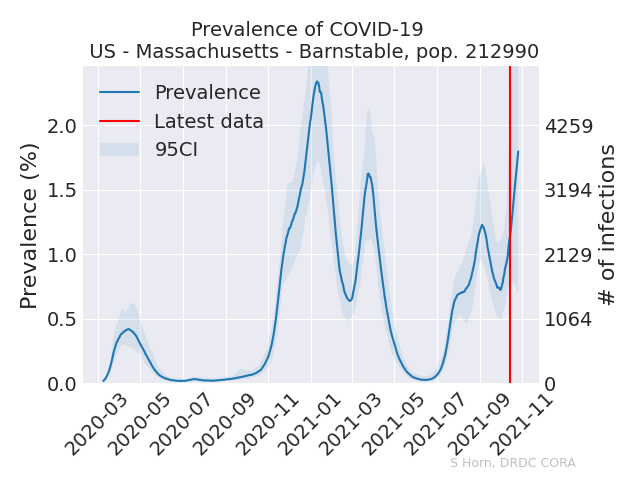 Prevalence of COVID-19
US - Massachusetts - Barnstable, pop. 212990
Prevalence
Latest data
95CI
Prevalence (%)
2.0
1.5
1.0
0.5
0.0
4259
3194
2129
1064
0
# of infections
2020-03
2020-05
2020-07
2020-09
2020-11
2021-01
2021-03
2021-05
2021-07
2021-09
2021-11
S Horn, DRDC CORA